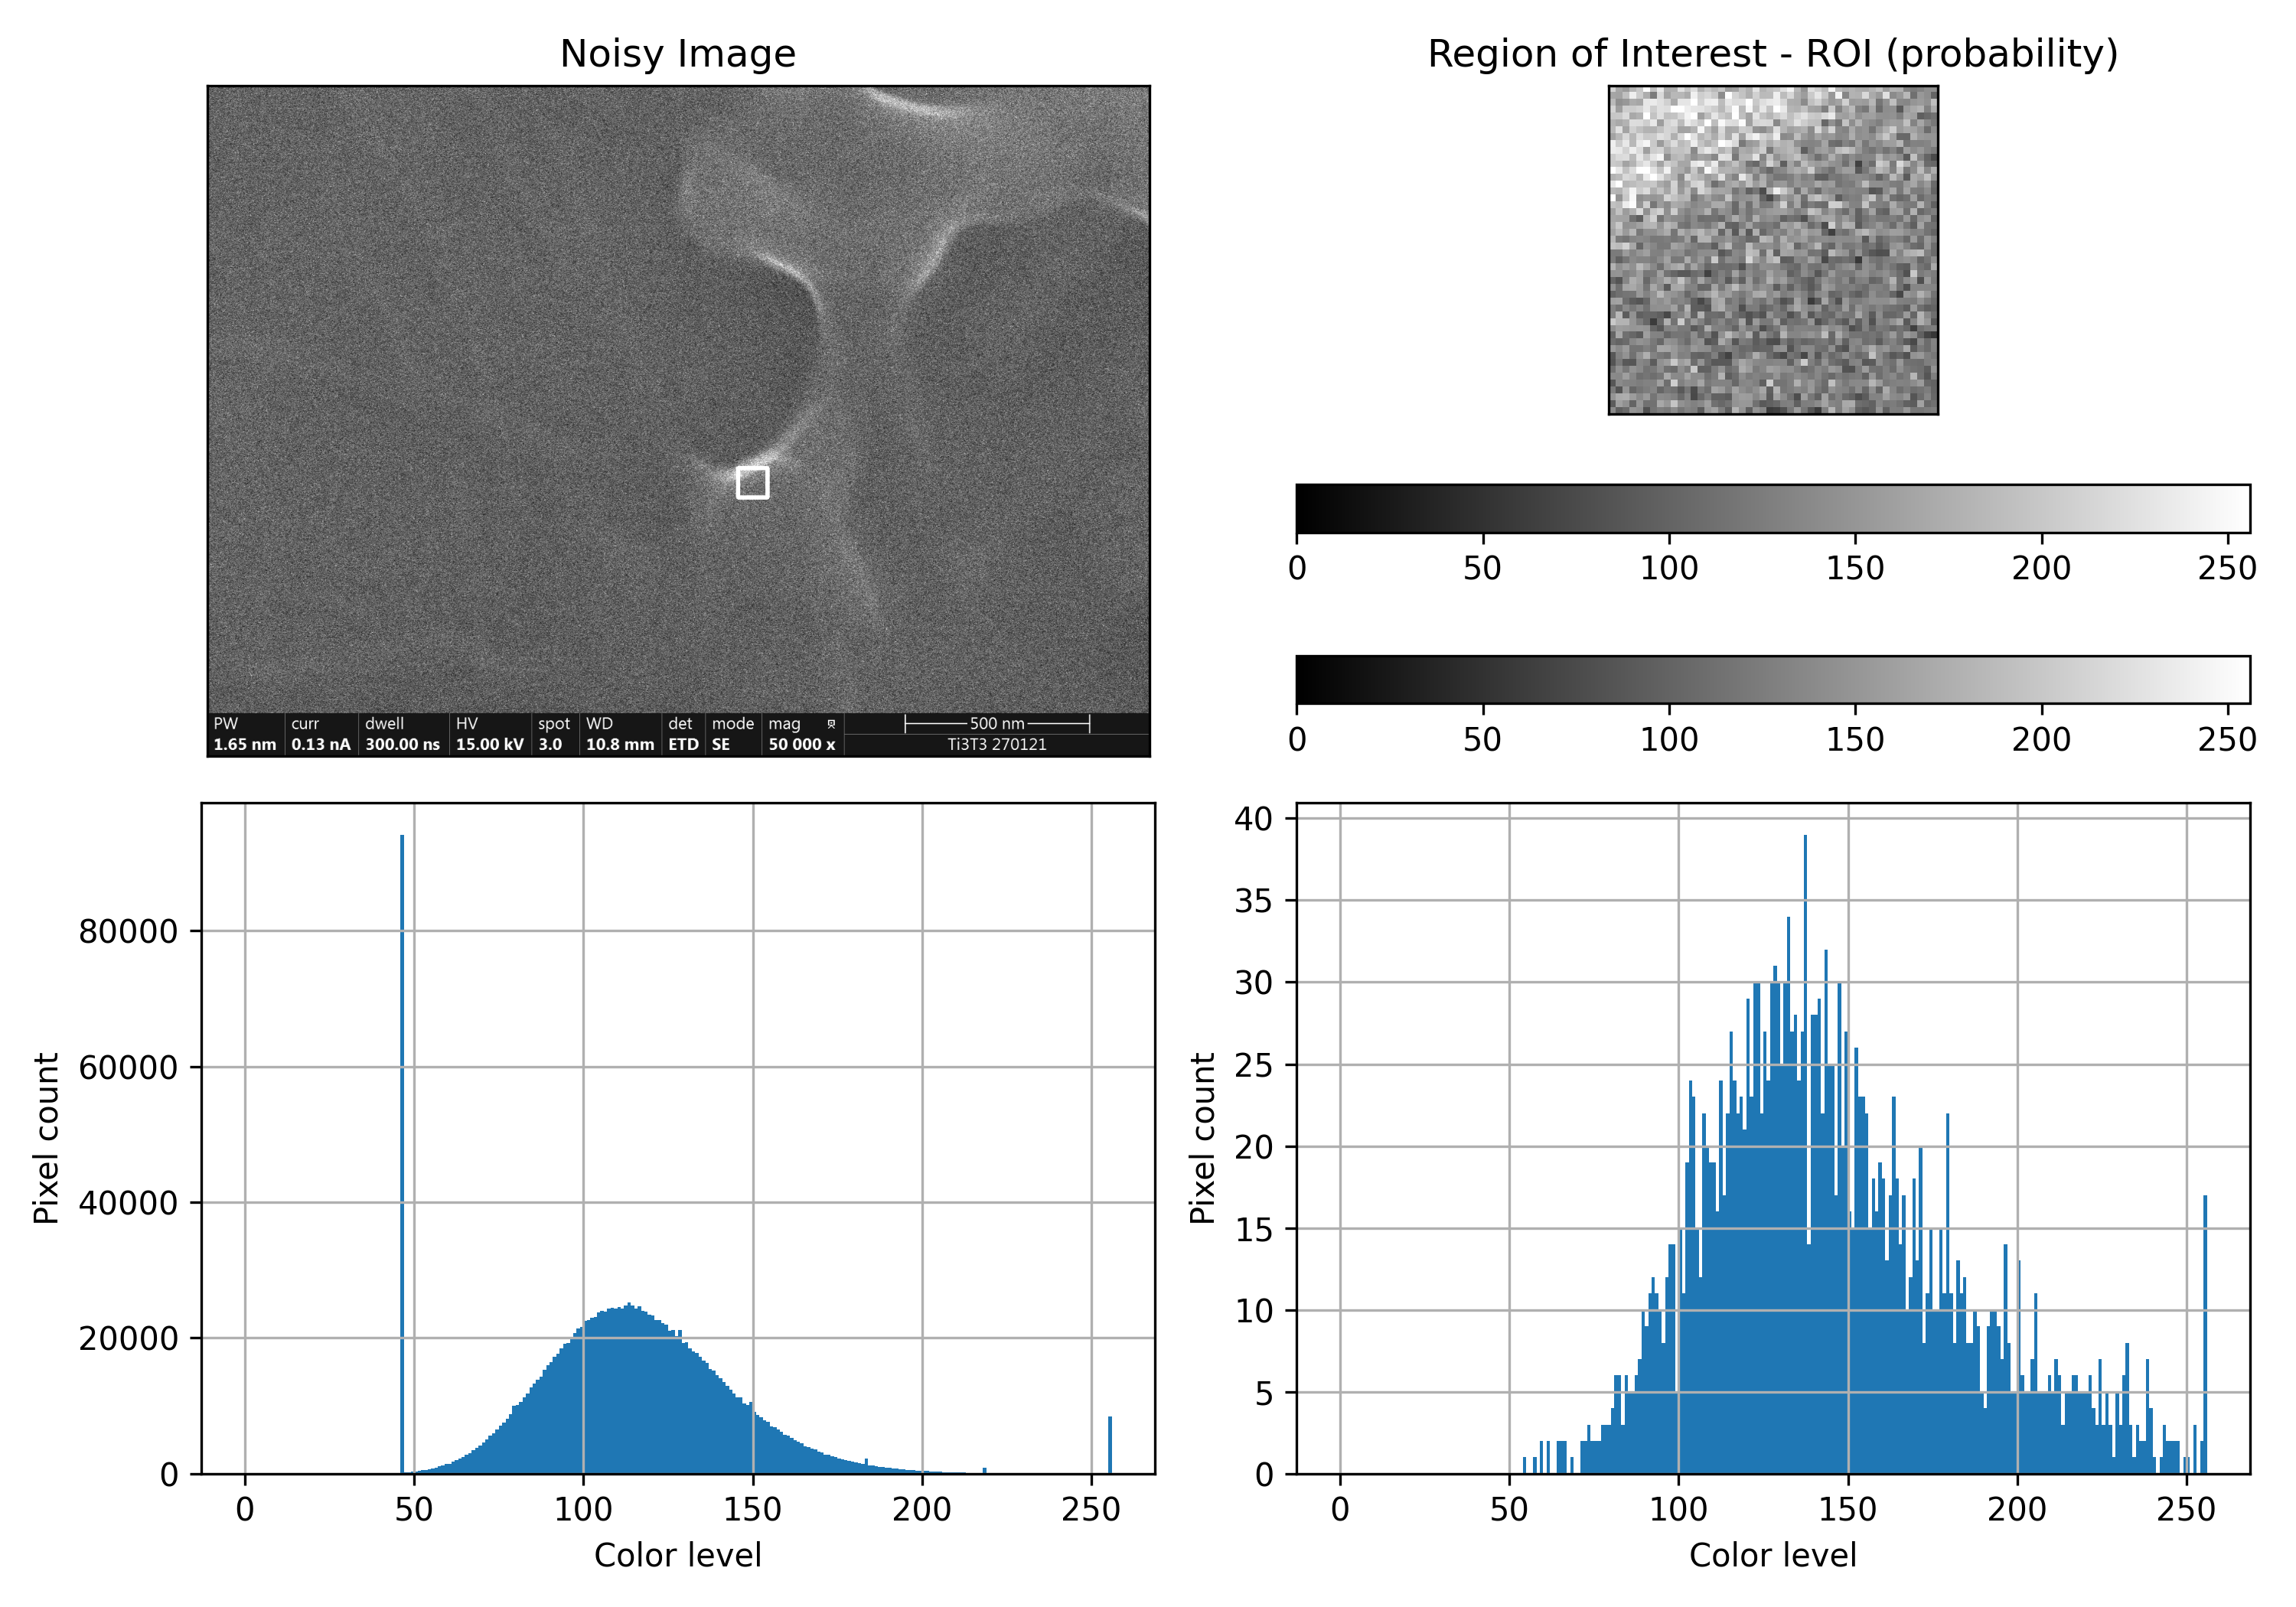 Noisy Image
Region of Interest - ROI (probability)
PW curr dwell HV spot WD det mode mag 500 nm
1.65 nm 0.13 nA 300.00 ns 15.00 kV 3.0 10.8 mm ETD SE 50 000 x Ti3T3 270121
0 50 100 150 200 250
0 50 100 150 200 250
80000
60000
40000
20000
0
Pixel count
0 50 100 150 200 250
Color level
40
35
30
25
20
15
10
5
0
Pixel count
0 50 100 150 200 250
Color level